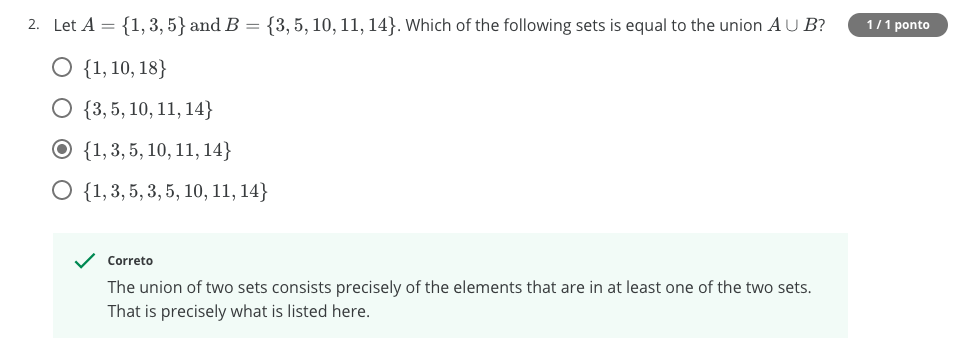 2. Let A = {1, 3, 5} and B = {3, 5, 10, 11, 14}. Which of the following sets is equal to the union A ∪ B? 1 / 1 ponto
{1, 10, 18}
{3, 5, 10, 11, 14}
{1, 3, 5, 10, 11, 14}
{1, 3, 5, 3, 5, 10, 11, 14}
Correto
The union of two sets consists precisely of the elements that are in at least one of the two sets.
That is precisely what is listed here.